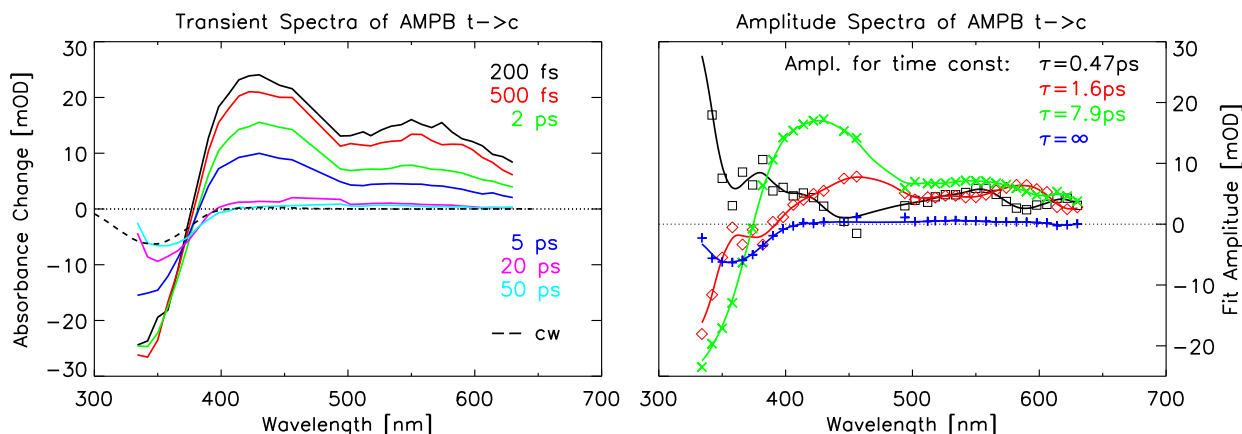 Transient Spectra of AMPB t->c
Absorbance Change [mOD]
30
20
10
0
-10
-20
-30
200 fs
500 fs
2 ps
5 ps
20 ps
50 ps
cw
300 400 500 600 700
Wavelength [nm]
Amplitude Spectra of AMPB t->c
Ampl. for time const: τ=0.47ps
τ=1.6ps
τ=7.9ps
τ=∞
30
20
10
0
-10
-20
Fit Amplitude [mOD]
300 400 500 600 700
Wavelength [nm]